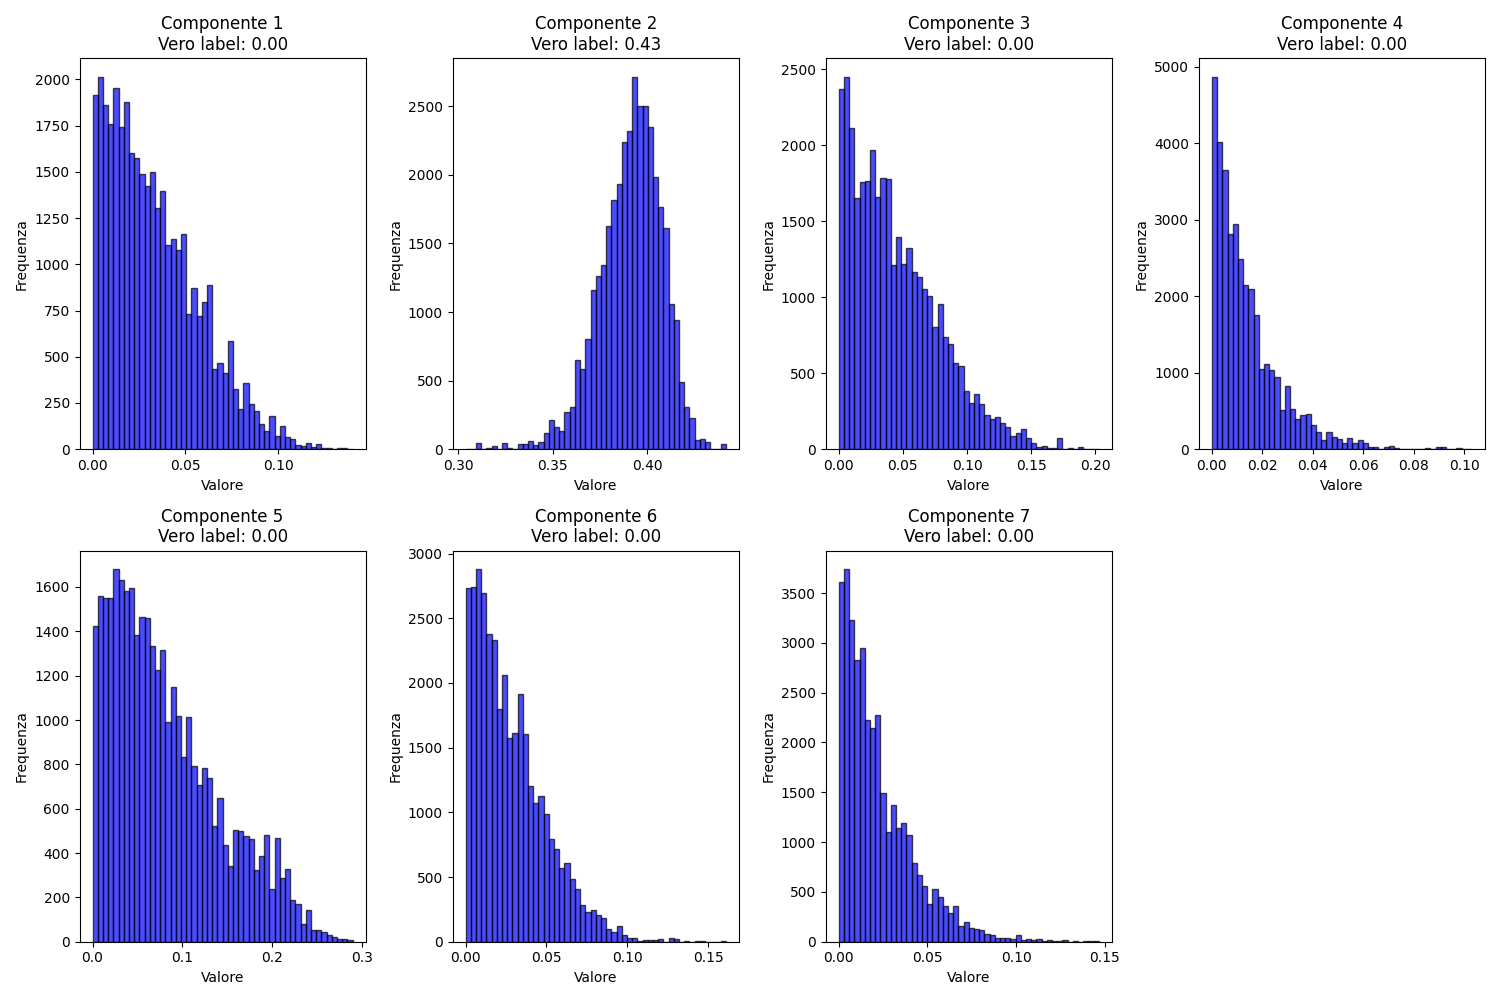 Componente 1
Vero label: 0.00
2000
1750
1500
1250
1000
750
500
250
0
Frequenza
0.00 0.05 0.10
Valore
Componente 2
Vero label: 0.43
2500
2000
1500
1000
500
0
Frequenza
0.30 0.35 0.40
Valore
Componente 3
Vero label: 0.00
2500
2000
1500
1000
500
0
Frequenza
0.00 0.05 0.10 0.15 0.20
Valore
Componente 4
Vero label: 0.00
5000
4000
3000
2000
1000
0
Frequenza
0.00 0.02 0.04 0.06 0.08 0.10
Valore
Componente 5
Vero label: 0.00
1600
1400
1200
1000
800
600
400
200
0
Frequenza
0.0 0.1 0.2 0.3
Valore
Componente 6
Vero label: 0.00
3000
2500
2000
1500
1000
500
0
Frequenza
0.00 0.05 0.10 0.15
Valore
Componente 7
Vero label: 0.00
3500
3000
2500
2000
1500
1000
500
0
Frequenza
0.00 0.05 0.10 0.15
Valore